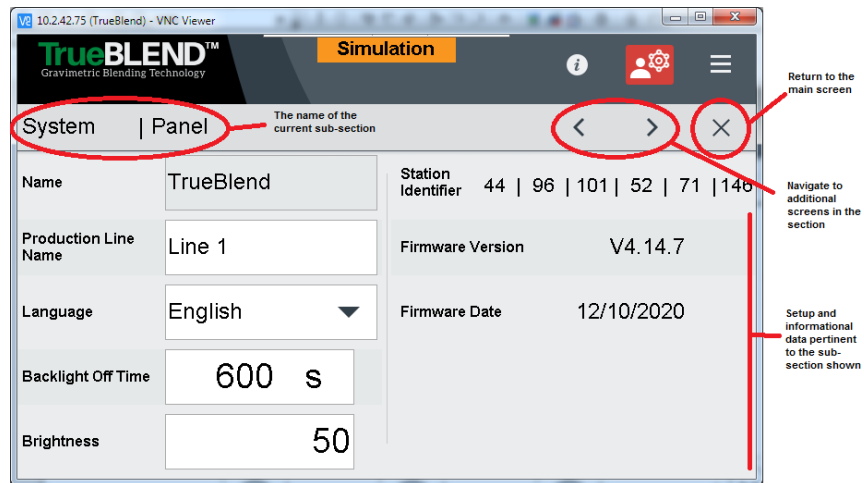 10.2.42.75 (TrueBlend) - VNC Viewer
TrueBLEND™
Gravimetric Blending Technology
Simulation
Return to the
main screen
System | Panel
The name of the
current sub-section
Name
TrueBlend
Station
Identifier
44 | 96 | 101 | 52 | 71 | 146
Navigate to
additional
screens in the
section
Production Line
Name
Line 1
Firmware Version
V4.14.7
Language
English
Firmware Date
12/10/2020
Setup and
informational
data pertinent
to the sub-
section shown
Backlight Off Time
600 s
Brightness
50